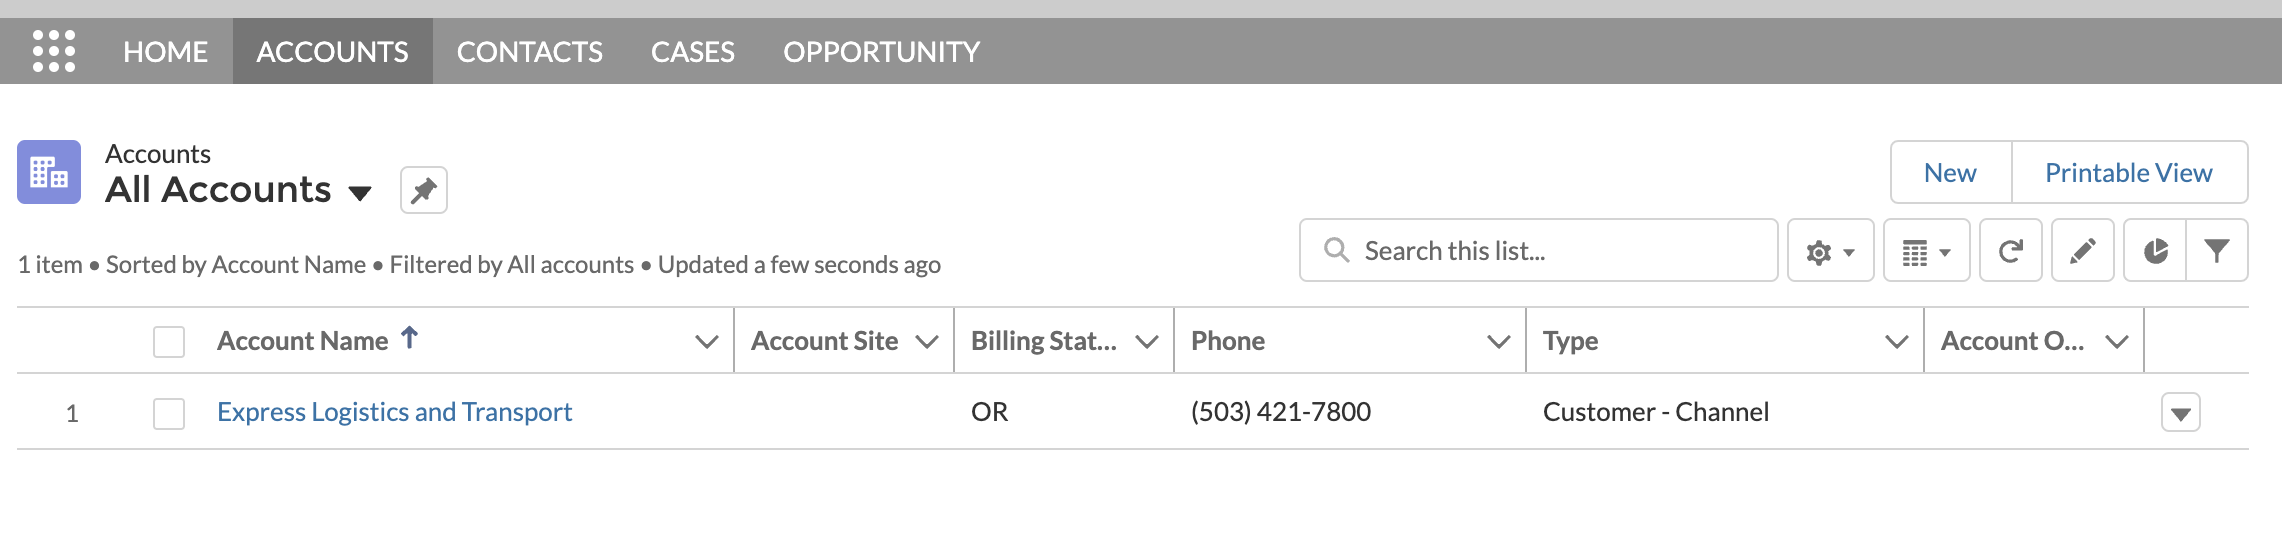 HOME ACCOUNTS CONTACTS CASES OPPORTUNITY
Accounts
All Accounts
New Printable View
Search this list...
1 item • Sorted by Account Name • Filtered by All accounts • Updated a few seconds ago
Account Name Account Site Billing Stat... Phone Type Account O...
1 Express Logistics and Transport OR (503) 421-7800 Customer - Channel